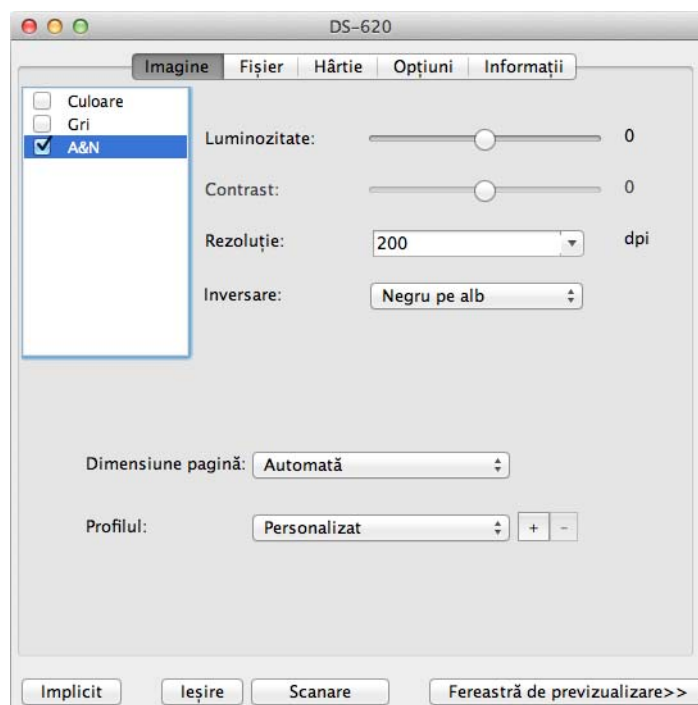 DS-620
Imagine Fișier Hârtie Opțiuni Informații
Culoare
Gri
A&N
Luminozitate: 0
Contrast: 0
Rezoluție: 200 dpi
Inversare: Negru pe alb
Dimensiune pagină: Automată
Profilul: Personalizat + -
Implicit Ieșire Scanare Fereastră de previzualizare>>